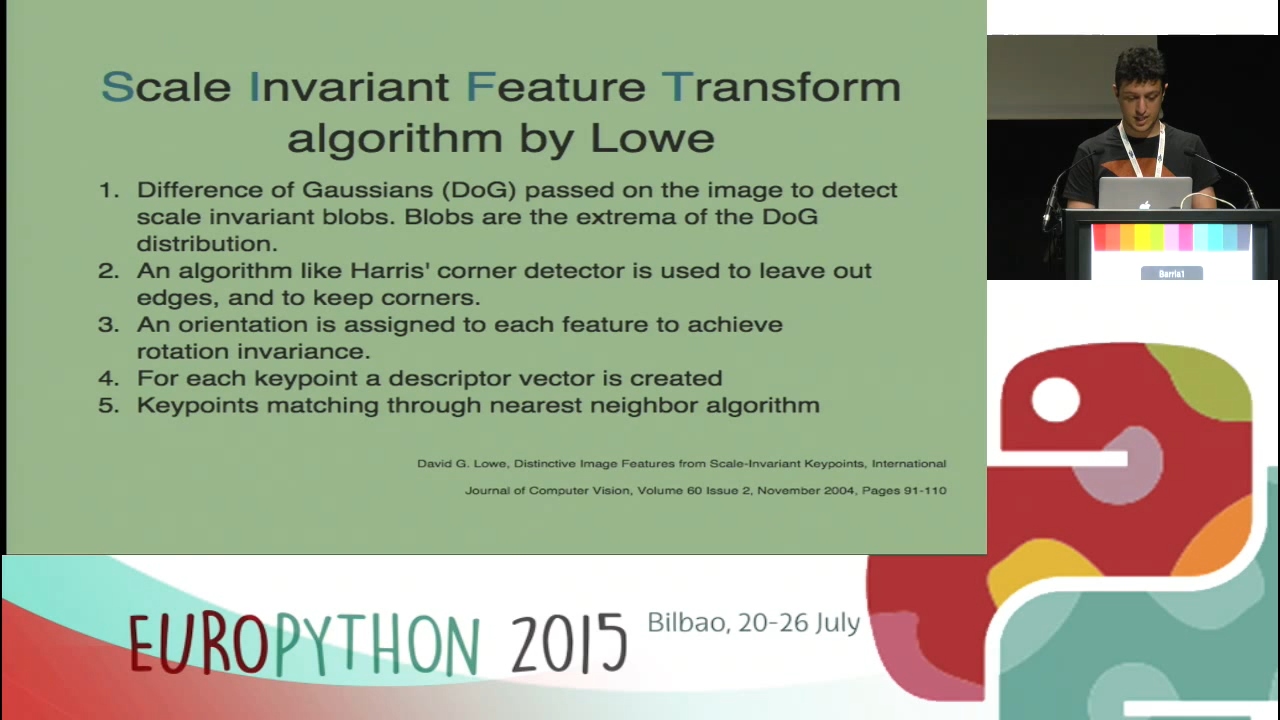 Scale Invariant Feature Transform
algorithm by Lowe
1. Difference of Gaussians (DoG) passed on the image to detect
scale invariant blobs. Blobs are the extrema of the DoG
distribution.
2. An algorithm like Harris' corner detector is used to leave out
edges, and to keep corners.
3. An orientation is assigned to each feature to achieve
rotation invariance.
4. For each keypoint a descriptor vector is created
5. Keypoints matching through nearest neighbor algorithm
David G. Lowe, Distinctive Image Features from Scale-Invariant Keypoints, International
Journal of Computer Vision, Volume 60 Issue 2, November 2004, Pages 91-110
Barria1
EUROPYTHON 2015
Bilbao, 20-26 July